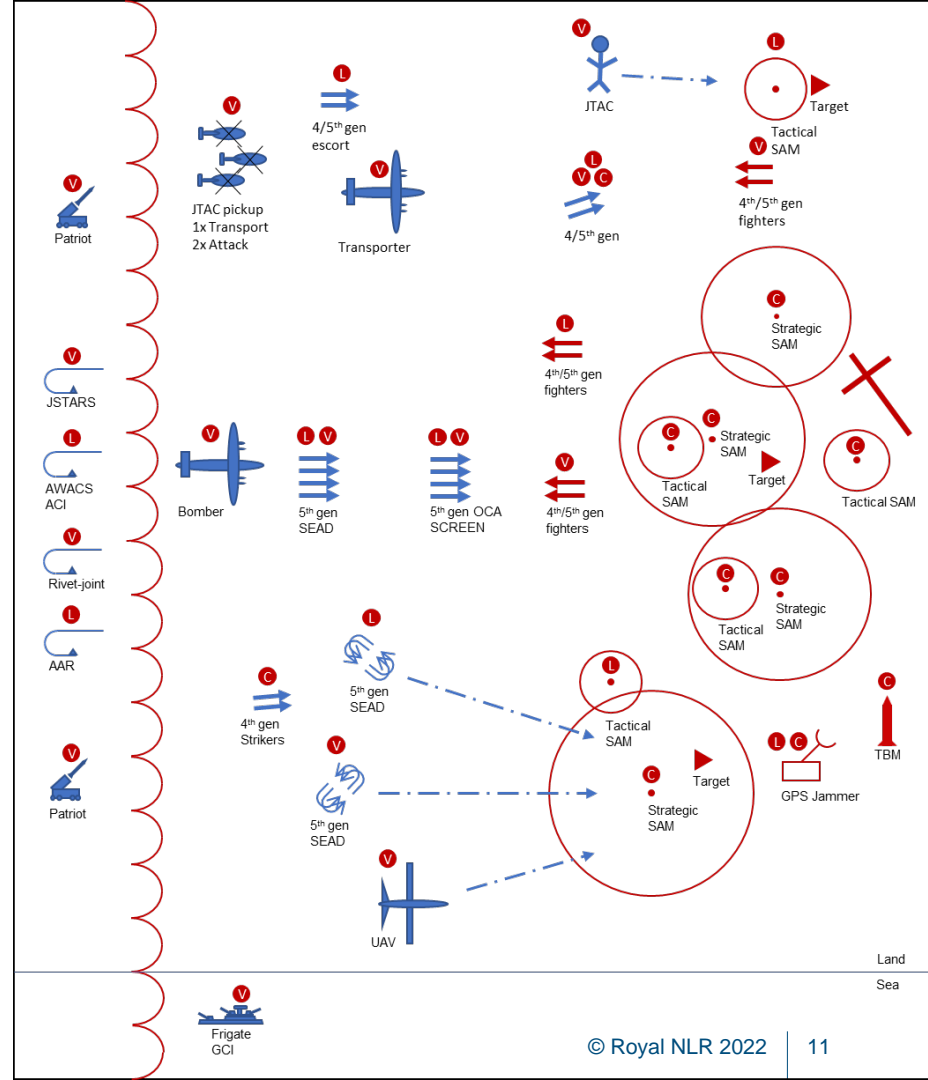 V
JTAC
L
Target
Tactical
SAM
L
4/5th gen
escort
V
JTAC pickup
1x Transport
2x Attack
V
Transporter
L
V C
4/5th gen
V
4th/5th gen
fighters
V
Patriot
C
Strategic
SAM
L
4th/5th gen
fighters
V
JSTARS
L
AWACS
ACI
V
Bomber
L V
5th gen
SEAD
L V
5th gen OCA
SCREEN
V
4th/5th gen
fighters
C
Tactical
SAM
C
Strategic
SAM
Target
C
Tactical SAM
V
Rivet-joint
C
Tactical
SAM
C
Strategic
SAM
L
AAR
L
5th gen
SEAD
C
4th gen
Strikers
L
Tactical
SAM
C
TBM
V
Patriot
V
5th gen
SEAD
C
Strategic
SAM
Target
L C
GPS Jammer
V
UAV
Land
Sea
V
Frigate
GCI
© Royal NLR 2022 11